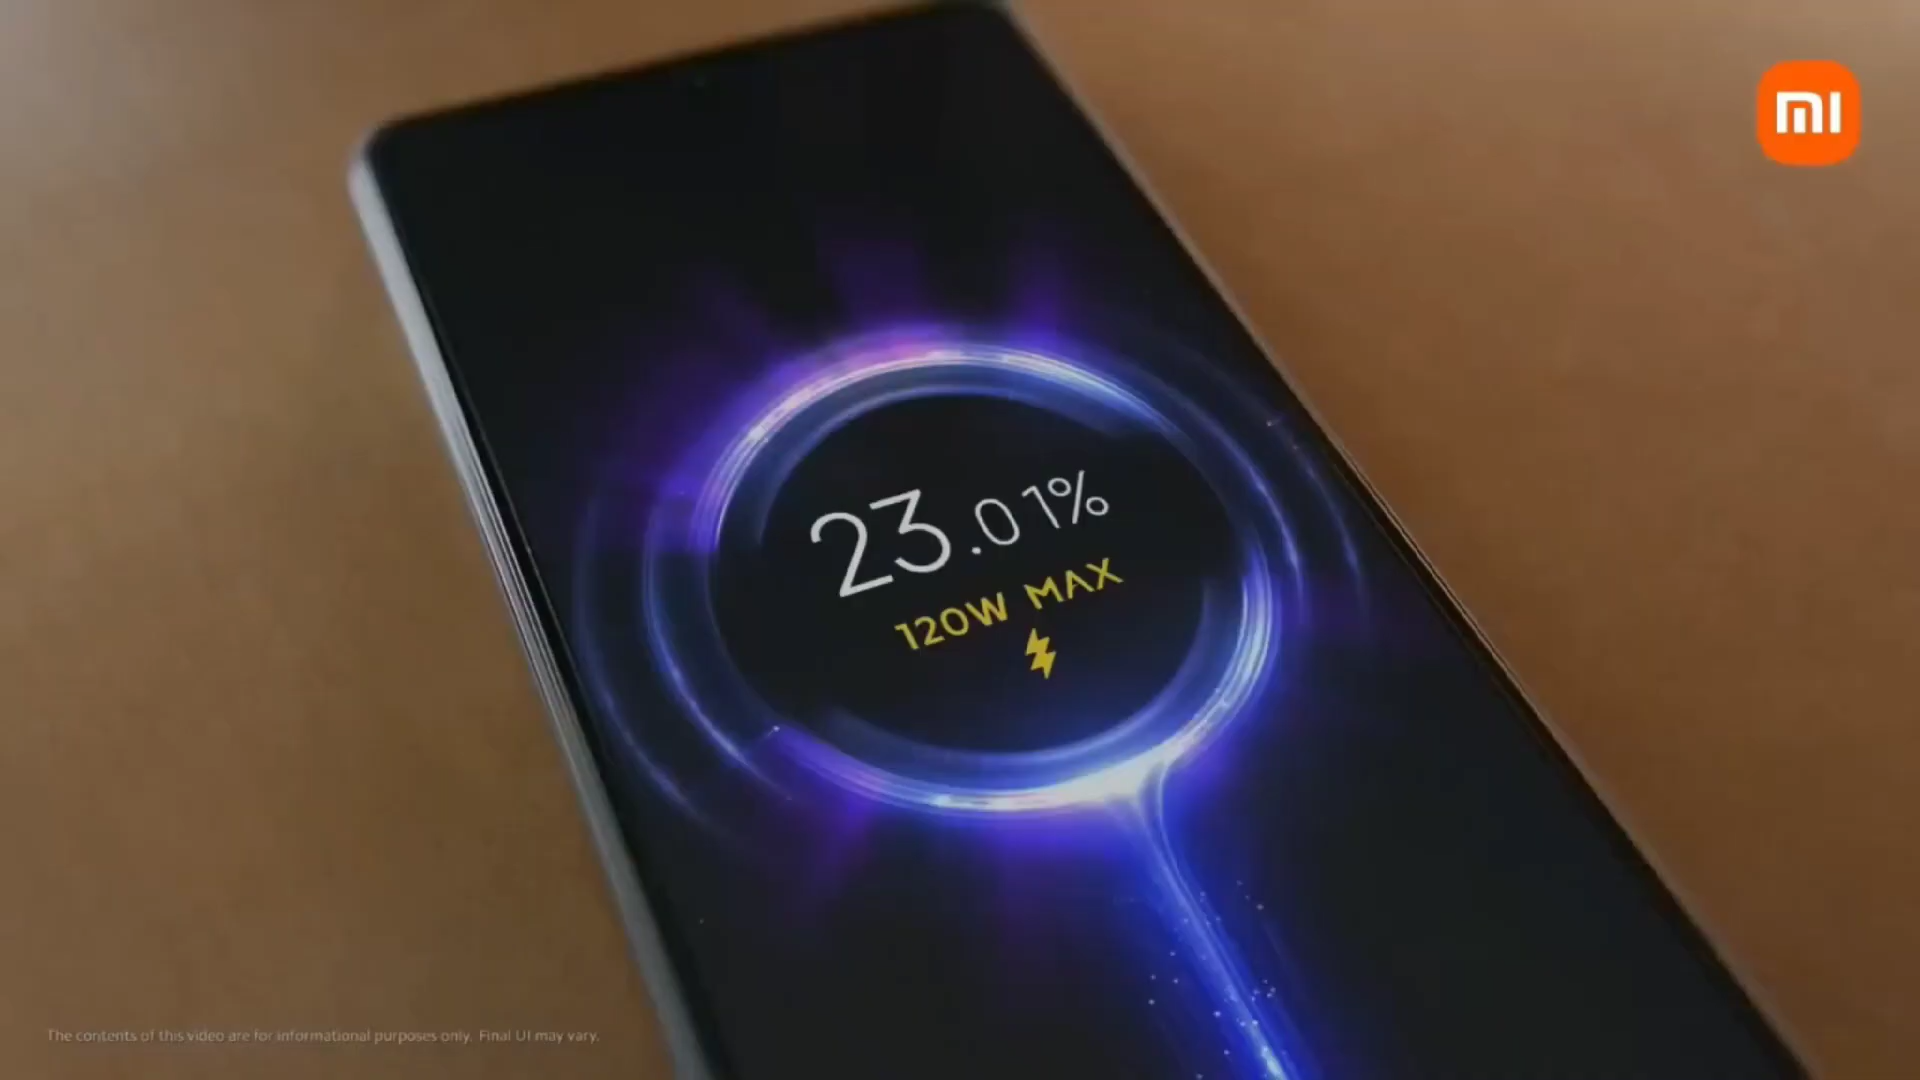 mi
23.01%
120W MAX
The contents of this video are for informational purposes only. Final UI may vary.